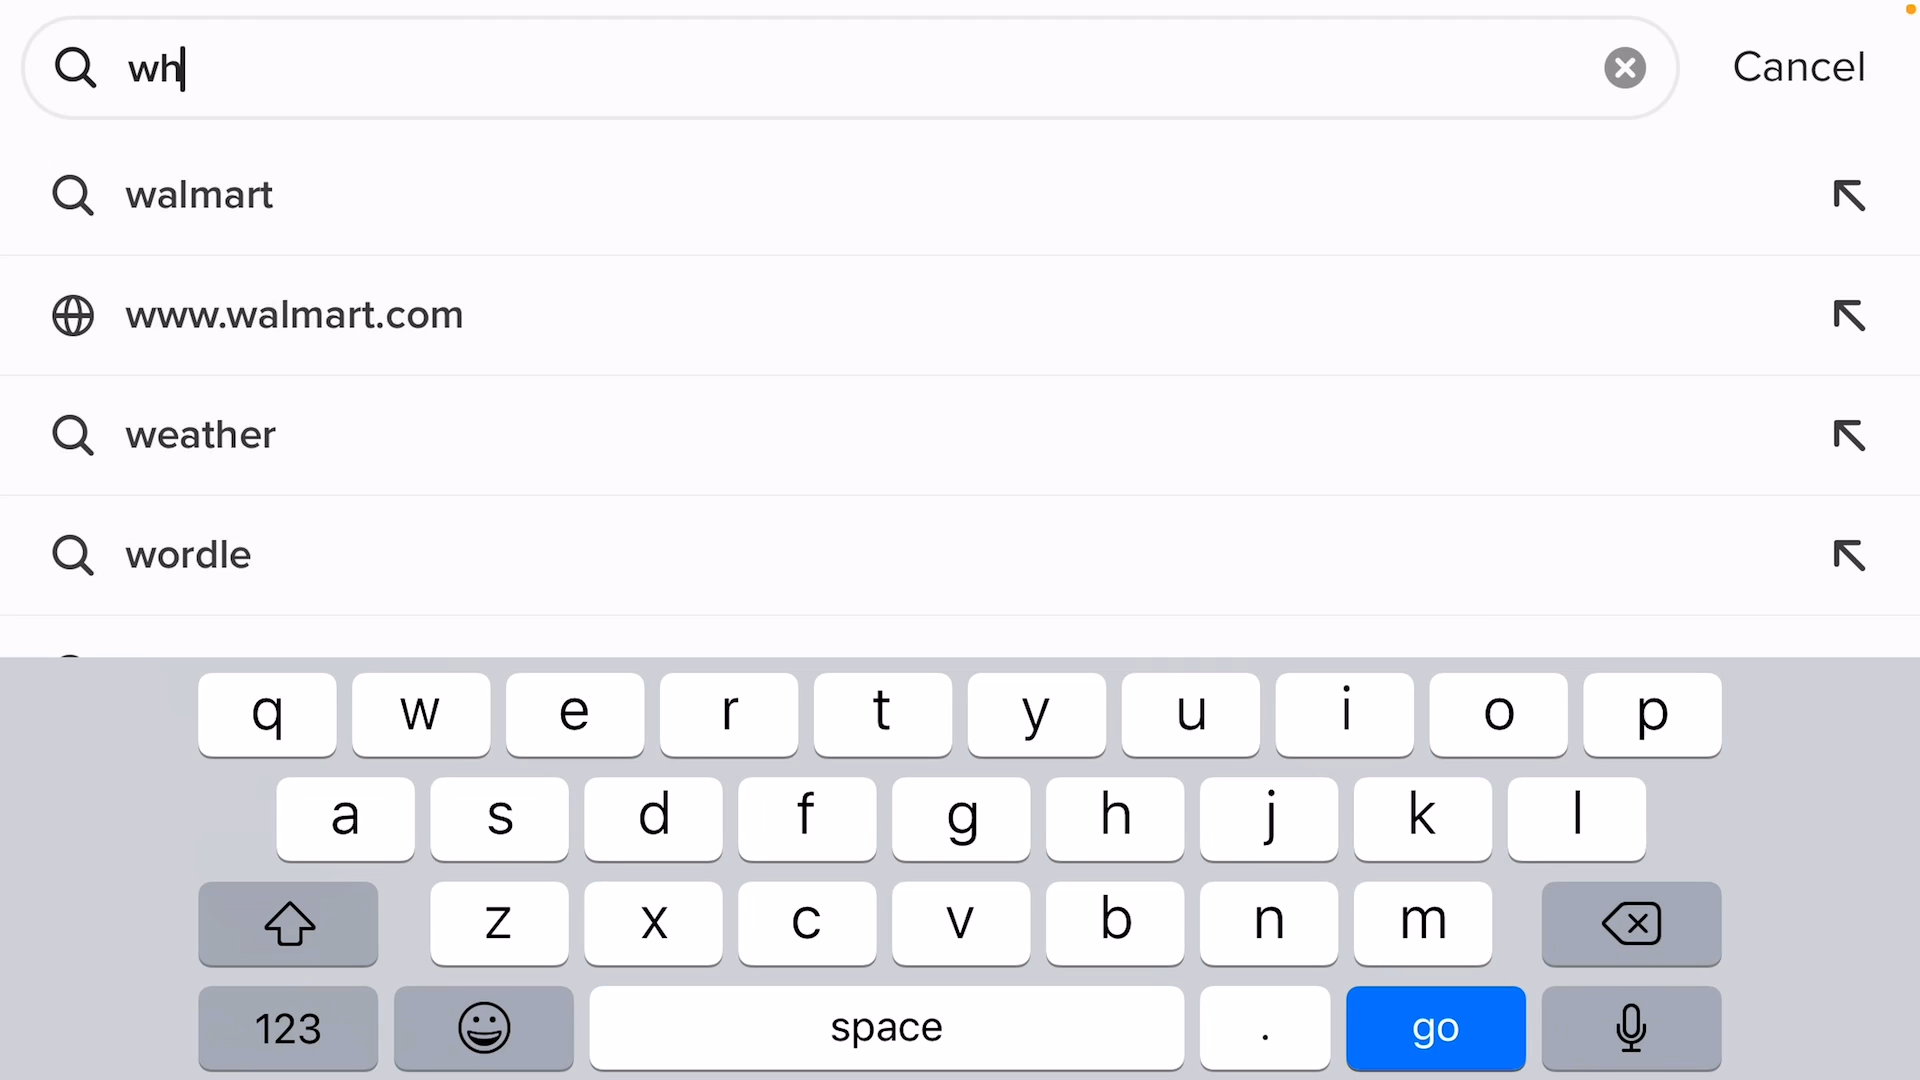 wh
Cancel
walmart
www.walmart.com
weather
wordle
q w e r t y u i o p
a s d f g h j k l
z x c v b n m
123 space . go